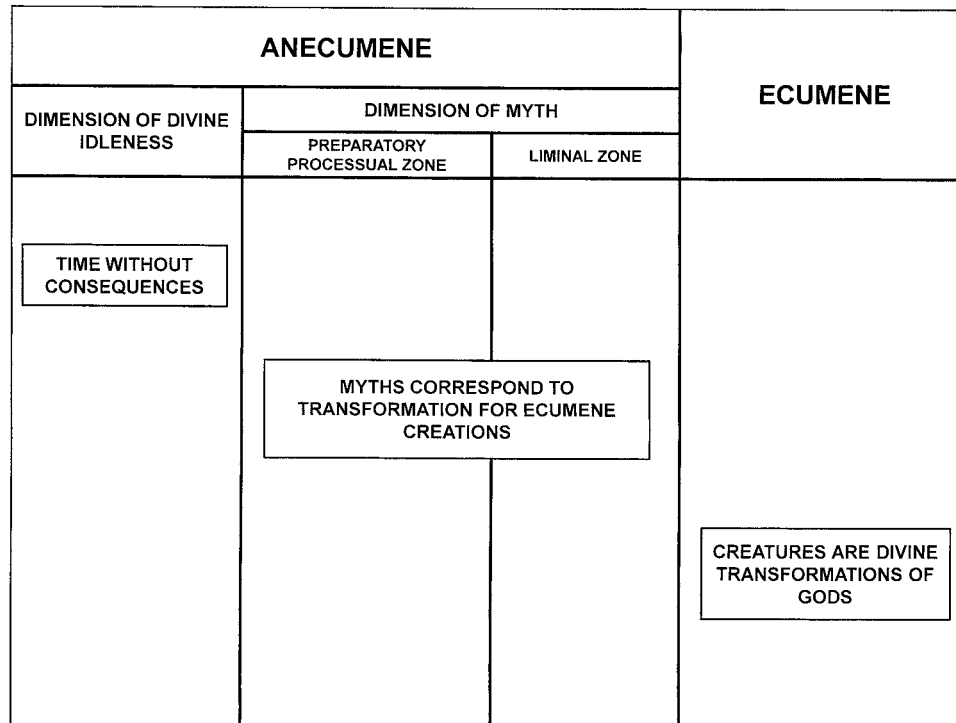 ANECUMENE
ECUMENE
DIMENSION OF DIVINE
IDLENESS
DIMENSION OF MYTH
PREPARATORY
PROCESSUAL ZONE
LIMINAL ZONE
TIME WITHOUT
CONSEQUENCES
MYTHS CORRESPOND TO
TRANSFORMATION FOR ECUMENE
CREATIONS
CREATURES ARE DIVINE
TRANSFORMATIONS OF
GODS